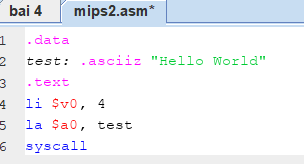 bai 4 mips2.asm*
1 .data
2 test: .asciiz "Hello World"
3 .text
4 li $v0, 4
5 la $a0, test
6 syscall